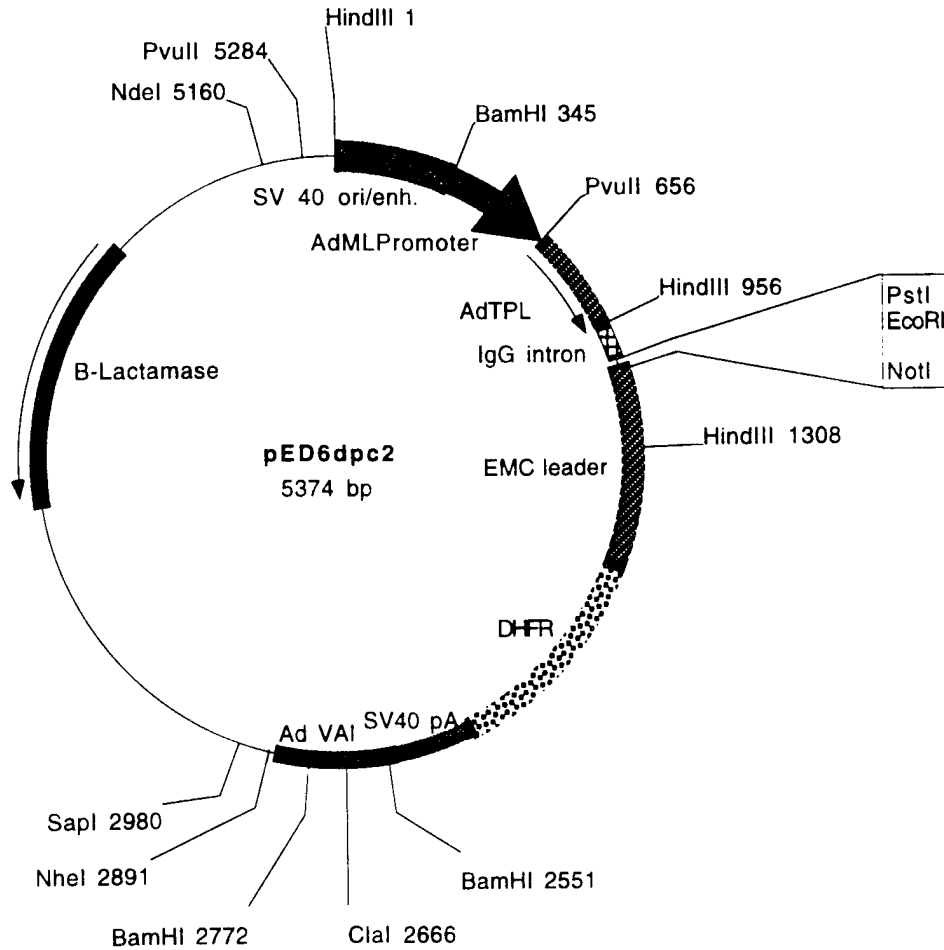 HindIII 1
PvuII 5284
NdeI 5160
BamHI 345
SV 40 ori/enh.
PvuII 656
AdMLPromoter
HindIII 956
PstI
EcoRI
AdTPL
IgG intron
NotI
B-Lactamase
HindIII 1308
pED6dpc2
5374 bp
EMC leader
DHFR
SV40 pA
Ad VAI
SapI 2980
NheI 2891
BamHI 2551
BamHI 2772
ClaI 2666